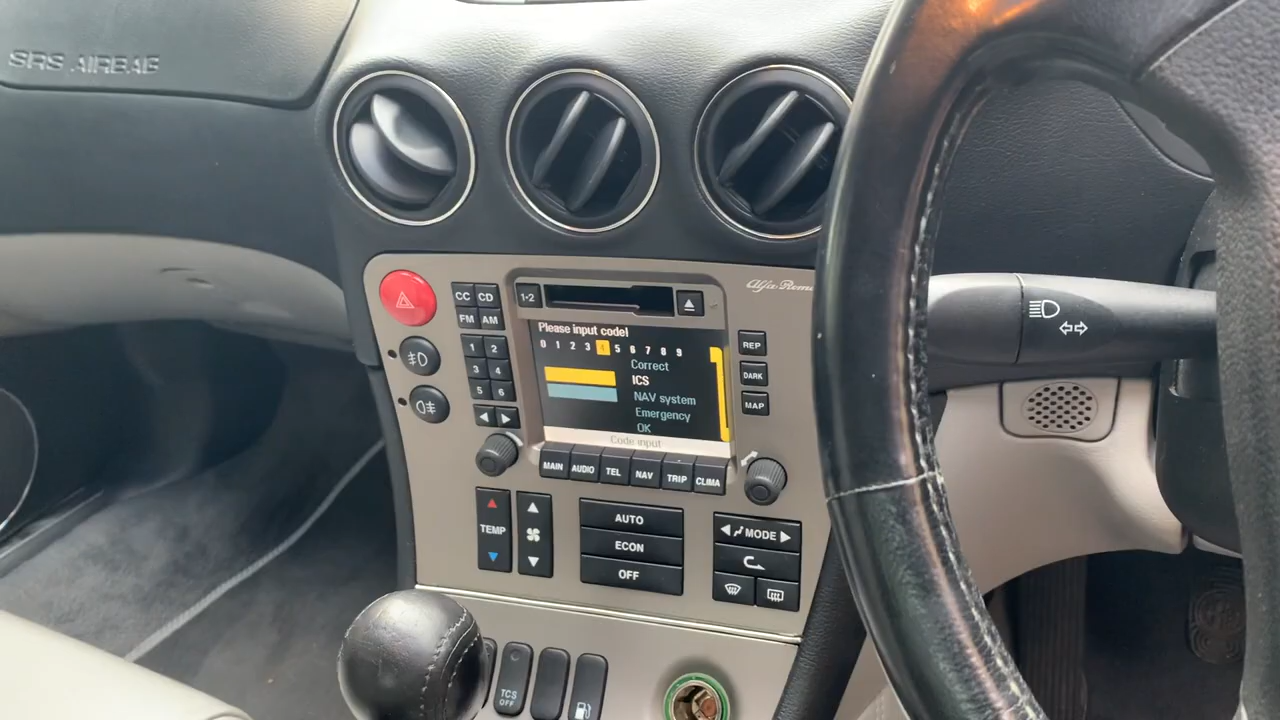 SRS AIRBAG
Alfa Rome
CC CD
FM AM
1·2
1 2
3 4
5 6
Please input code!
0 1 2 3 4 5 6 7 8 9
Correct
ICS
NAV system
Emergency
OK
Code input
REP
DARK
MAP
MAIN AUDIO TEL NAV TRIP CLIMA
TEMP
AUTO
ECON
OFF
MODE
TCS
OFF